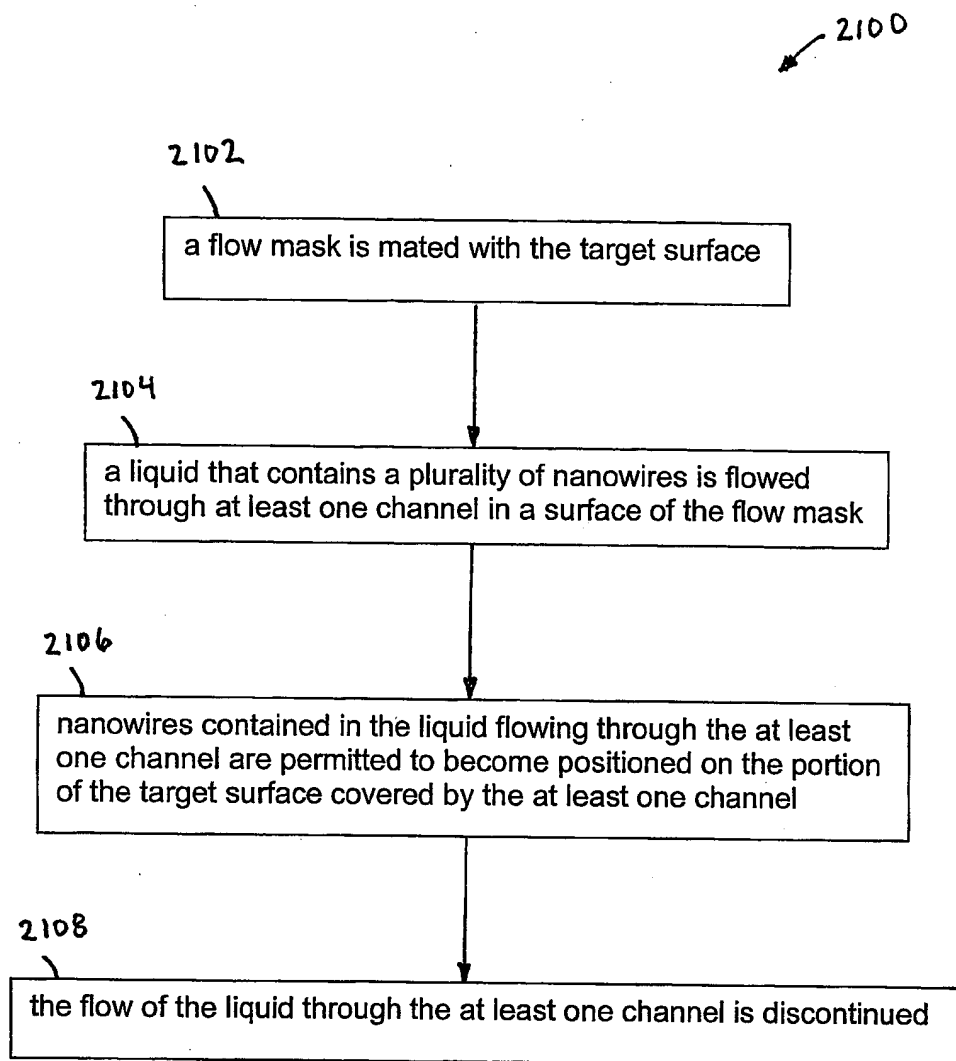 2100
2102
a flow mask is mated with the target surface
2104
a liquid that contains a plurality of nanowires is flowed
through at least one channel in a surface of the flow mask
2106
nanowires contained in the liquid flowing through the at least
one channel are permitted to become positioned on the portion
of the target surface covered by the at least one channel
2108
the flow of the liquid through the at least one channel is discontinued